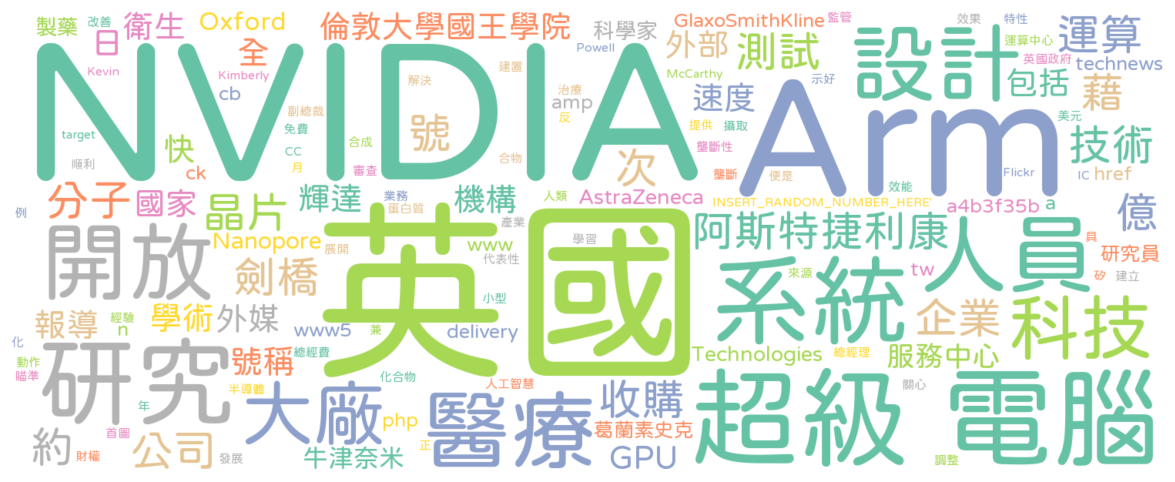 製藥 改善 衛生 Oxford 倫敦大學國王學院 科學家 GlaxoSmithKline 監管 效果 特性 運算
日 全 Powell 外部 測試 設計 運算中心 英國政府 technews
Kevin Kimberly cb 解決 建置 McCarthy 示好 包括 藉
NVIDIA Arm
副總裁 號 治療 amp 速度 美元
target 免費 反 提供 攝取 技術
順利 快 cc 合成 合物 次 壟斷性
ck 月 審查 壟斷 便是 效能 Flickr IC href
分子 國家 晶片 輝達 業務 蛋白質 機構 人類 AstraZeneca INSERT_RANDOM_NUMBER_HERE' a4b3f35b a 億
例 產業
開放 Nanopore 英國 www 學習 阿斯特捷利康 人員 員 研究員
劍橋 展開 代表性 系統 來源 tw 矽 建立
報導 經驗 n 學術 外媒 www5 兼 小型 delivery 企業 科技
化 動作 瞄準 研究 號稱 總經費 化合物 Technologies 總經理 服務中心
半導體 人工智慧 關心
年 大廠 醫療 收購 超級 電腦
約 首圖 財權 公司 發展 php 正 葛蘭素史克
牛津奈米 GPU 調整